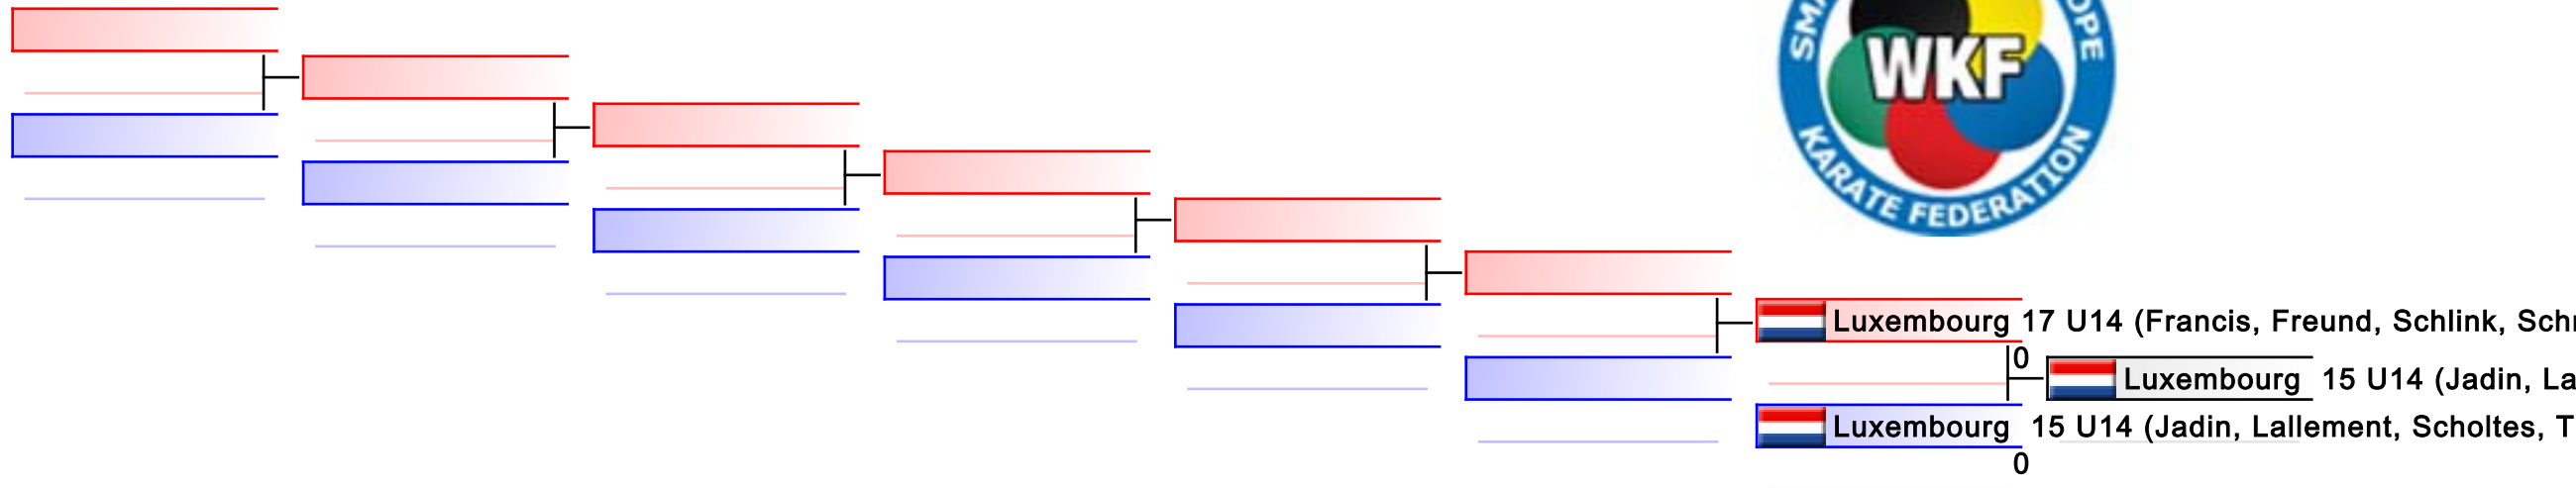 WKF
KARATE FEDERATION
Luxembourg 17 U14 (Francis, Freund, Schlink,
0
Luxembourg 15 U14 (Jadin,
Luxembourg 15 U14 (Jadin, Lallement, Scholtes,
0